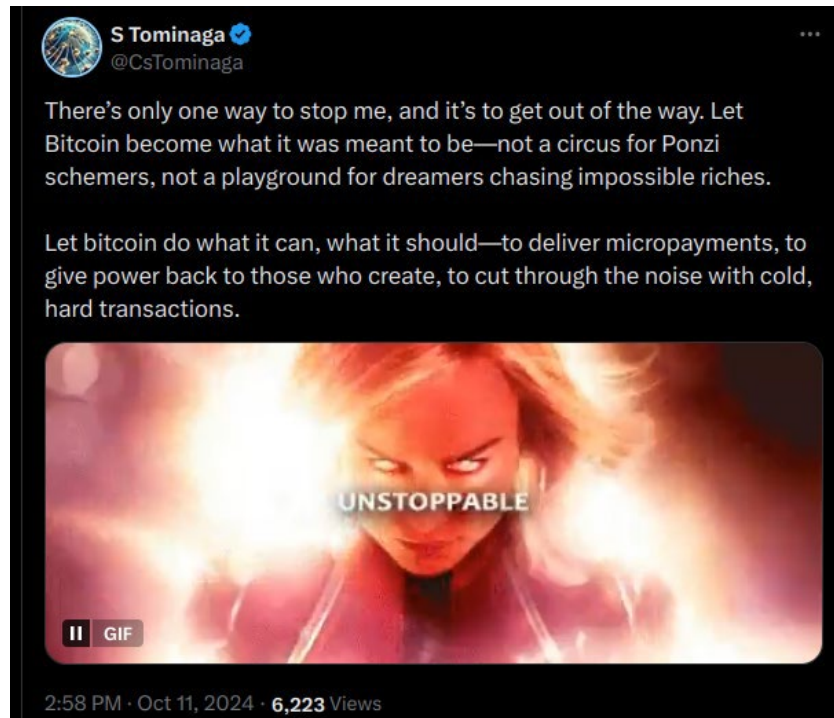 S Tominaga
@CsTominaga
There’s only one way to stop me, and it’s to get out of the way. Let
Bitcoin become what it was meant to be—not a circus for Ponzi
schemers, not a playground for dreamers chasing impossible riches.
Let bitcoin do what it can, what it should—to deliver micropayments, to
give power back to those who create, to cut through the noise with cold,
hard transactions.
UNSTOPPABLE
GIF
2:58 PM · Oct 11, 2024 · 6,223 Views